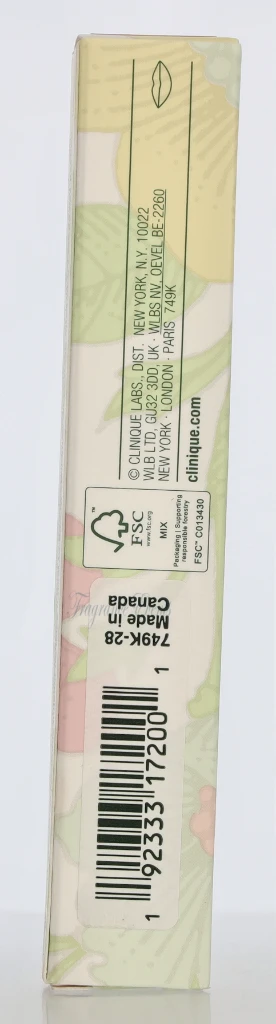 © CLINIQUE LABS., DIST. NEW YORK, N.Y. 10022
WLB LTD, GU32 3DD, UK · WLBS NV, OEVEL BE-2260
NEW YORK · LONDON · PARIS 749K
clinique.com
™
FSC
www.fsc.org
MIX
Packaging | Supporting
responsible forestry
FSC™ C013430
749K-28
Made in
Canada
1 92333 17200 1